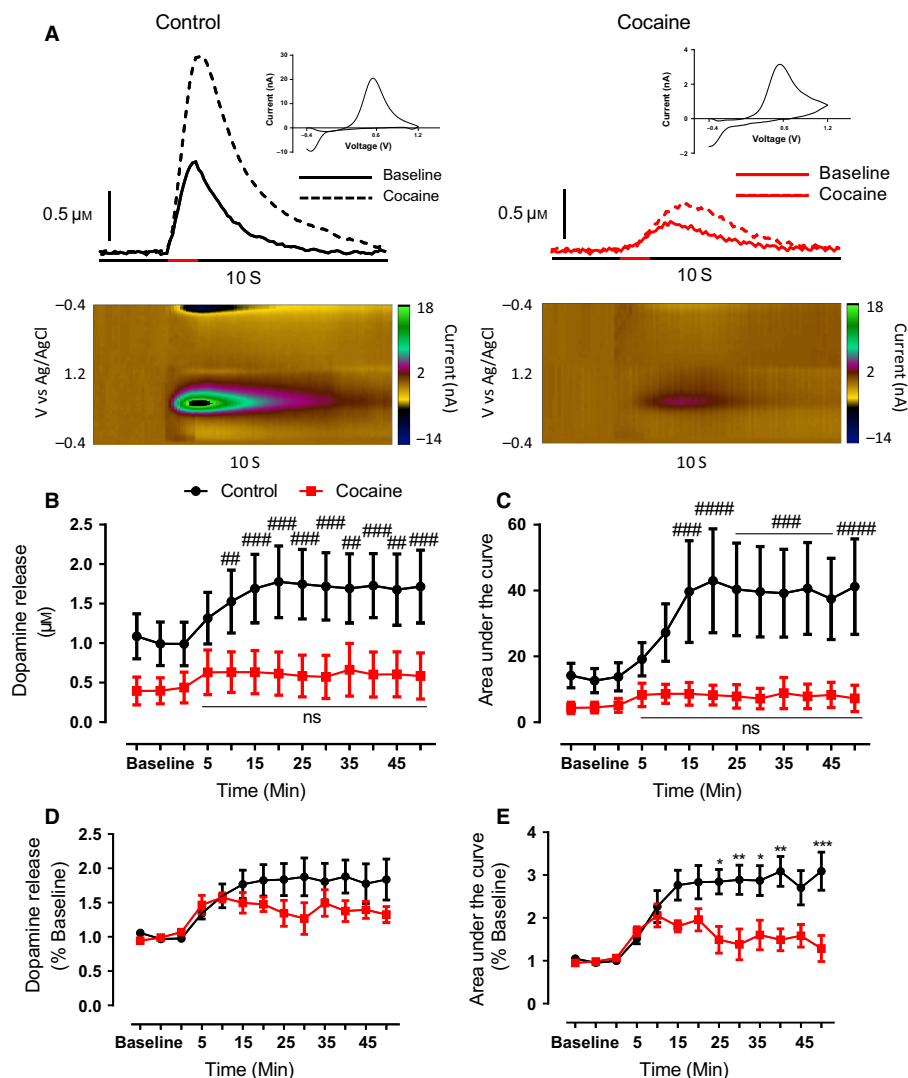 A
Control
Cocaine
30
20
10
0
−10
Current (nA)
−0.4
0.6
1.2
Voltage (V)
4
2
0
−2
Current (nA)
−0.4
0.6
1.2
Voltage (V)
Baseline
Cocaine
0.5 µM
10 S
Baseline
Cocaine
0.5 µM
10 S
−0.4
1.2
−0.4
V vs Ag/AgCl
18
2
−14
Current (nA)
10 S
−0.4
1.2
−0.4
V vs Ag/AgCl
18
2
−14
Current (nA)
10 S
B
Control
Cocaine
2.5
2.0
1.5
1.0
0.5
0.0
Dopamine release
(µM)
## ### #### ### ### ## ### ## ###
ns
Baseline 5 15 25 35 45
Time (Min)
C
60
40
20
0
Area under the curve
### #### ### ####
ns
Baseline 5 15 25 35 45
Time (Min)
D
2.5
2.0
1.5
1.0
0.5
0.0
Dopamine release
(% Baseline)
Baseline 5 15 25 35 45
Time (Min)
E
4
3
2
1
0
Area under the curve
(% Baseline)
* ** * ** ***
Baseline 5 15 25 35 45
Time (Min)